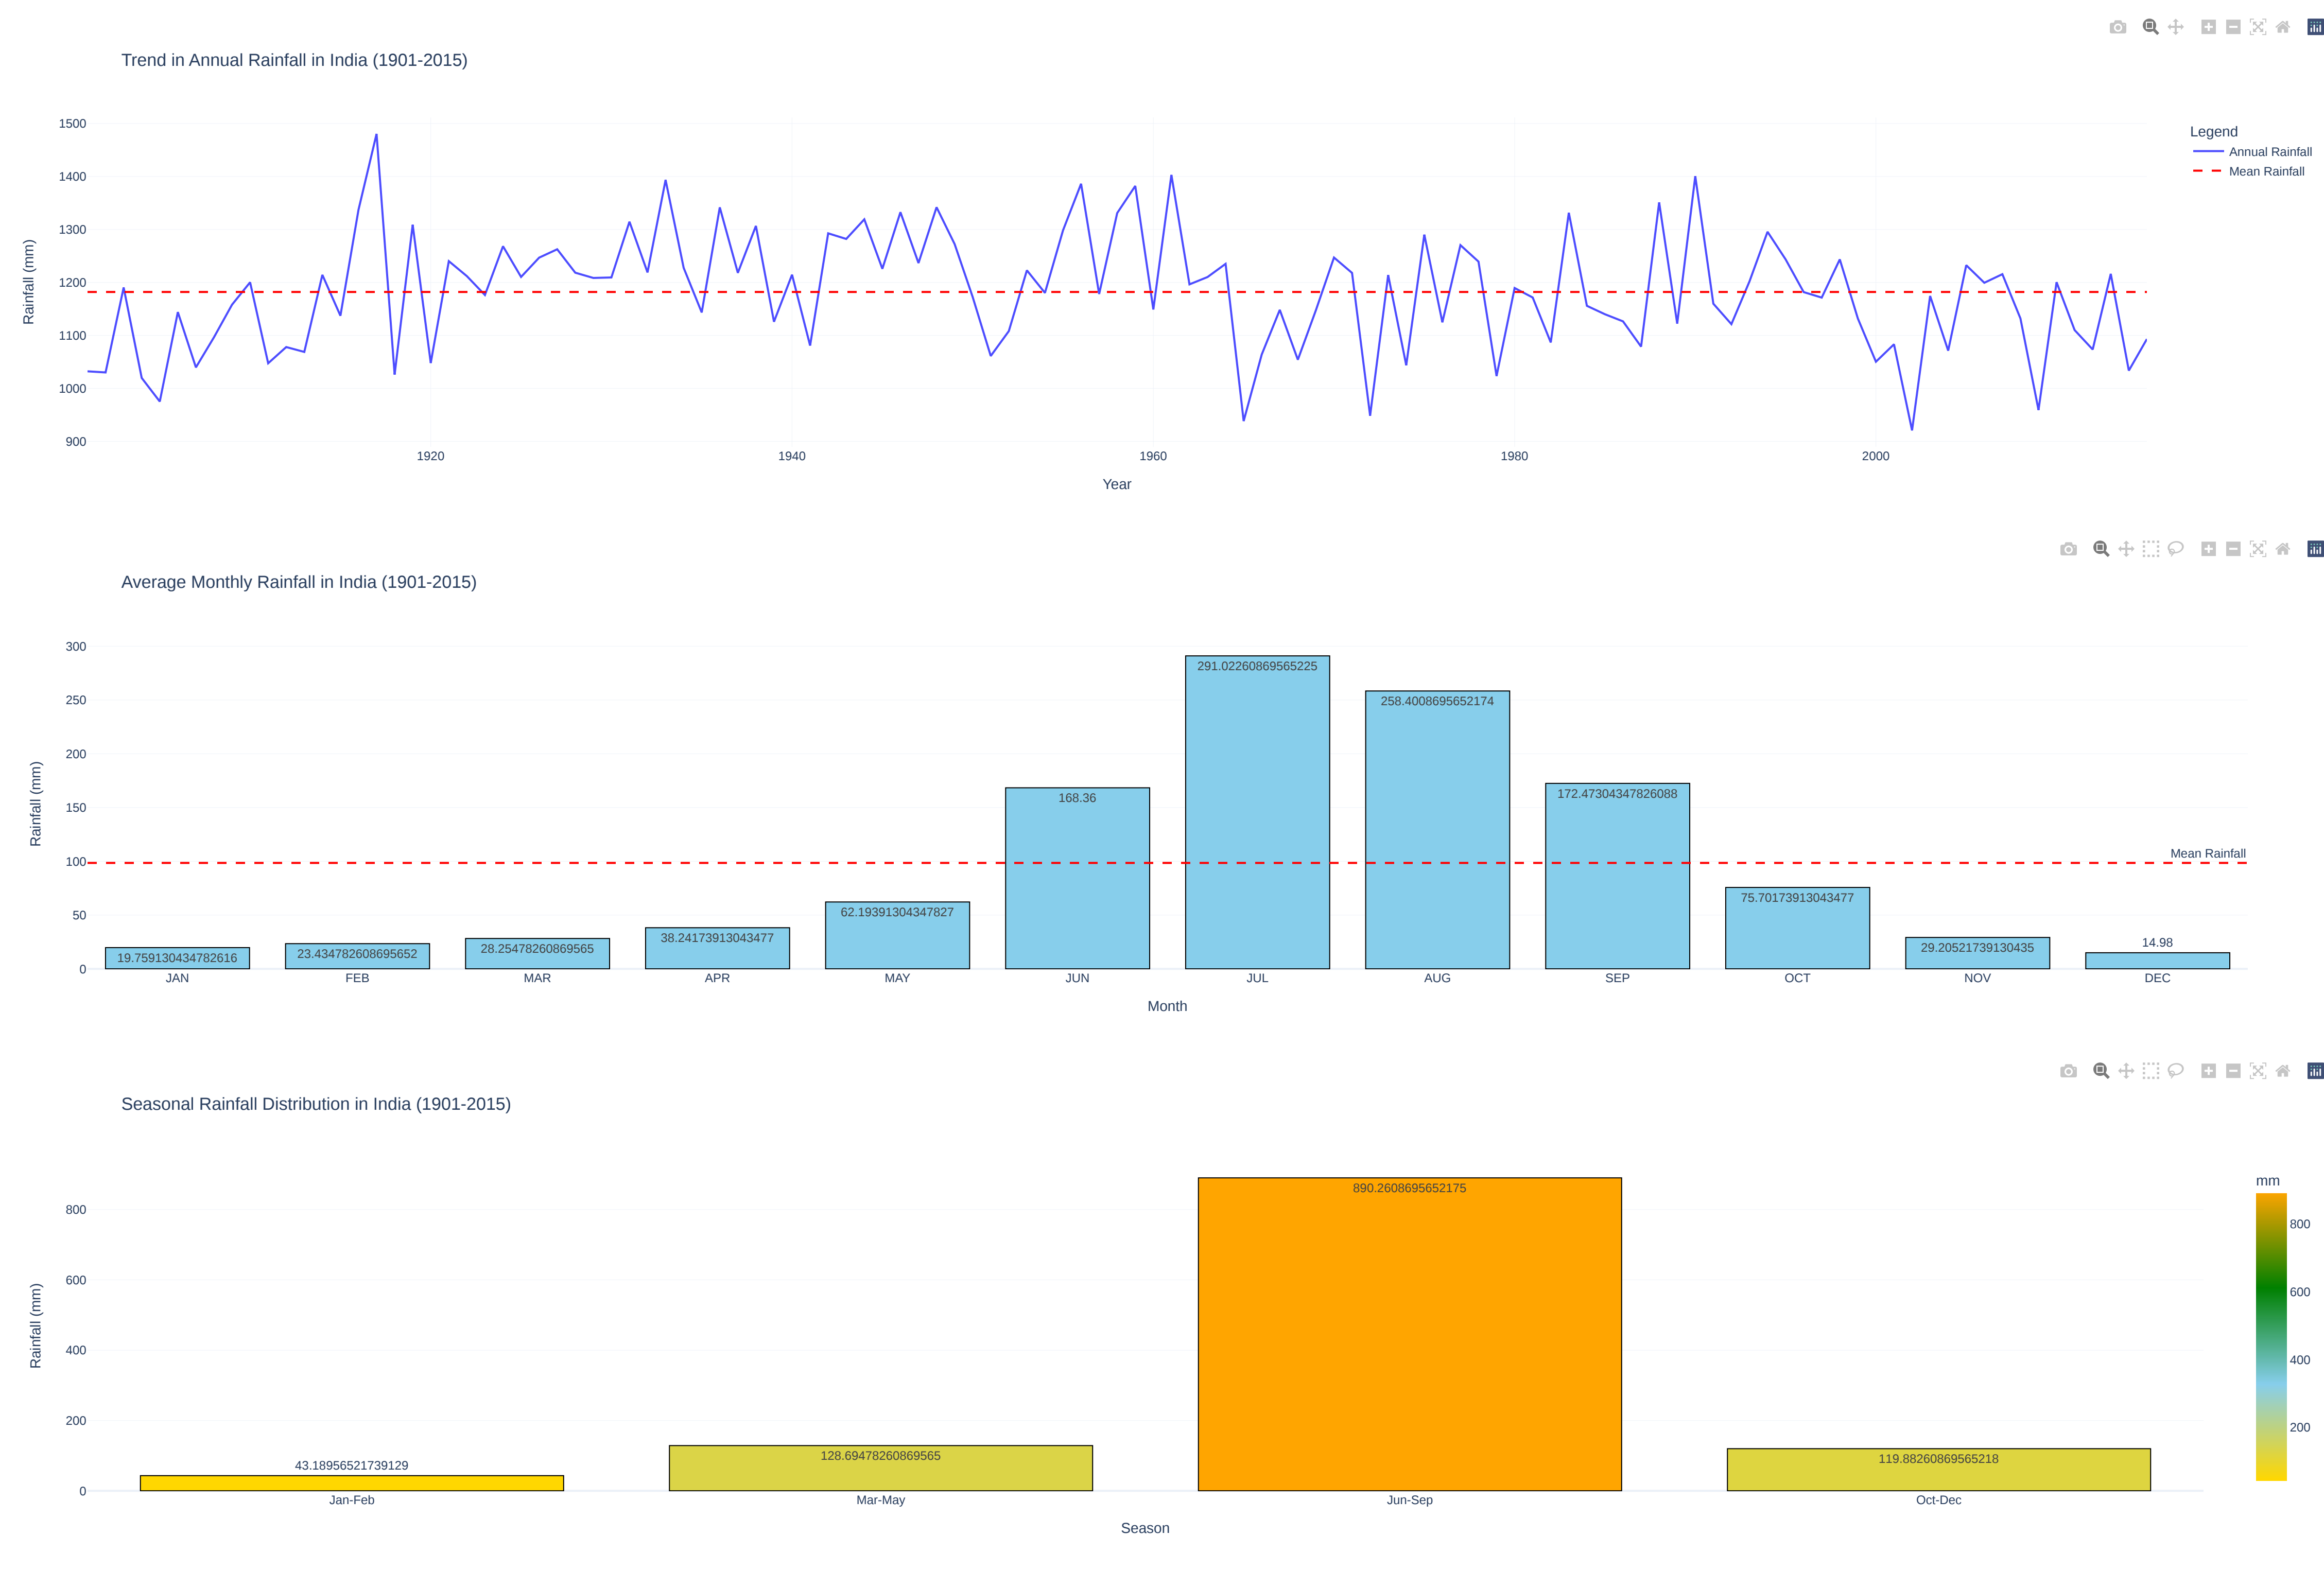 Trend in Annual Rainfall in India (1901-2015)
1500
1400
1300
1200
1100
1000
900
Rainfall (mm)
1920 1940 1960 1980 2000
Year
Legend
Annual Rainfall
Mean Rainfall
Average Monthly Rainfall in India (1901-2015)
300
250
200
150
100
50
0
Rainfall (mm)
19.759130434782616
23.434782608695652
28.25478260869565
38.24173913043477
62.19391304347827
168.36
291.02260869565225
258.4008695652174
172.47304347826088
75.70173913043477
29.20521739130435
14.98
Mean Rainfall
JAN FEB MAR APR MAY JUN JUL AUG SEP OCT NOV DEC
Month
Seasonal Rainfall Distribution in India (1901-2015)
800
600
400
200
0
Rainfall (mm)
43.18956521739129
128.69478260869565
890.2608695652175
119.88260869565218
Jan-Feb Mar-May Jun-Sep Oct-Dec
Season
mm
800
600
400
200